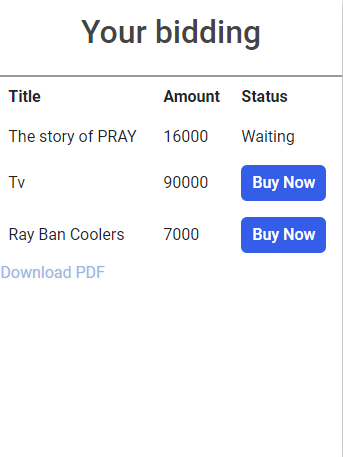 Your bidding
Title Amount Status
The story of PRAY 16000 Waiting
Tv 90000 Buy Now
Ray Ban Coolers 7000 Buy Now
Download PDF